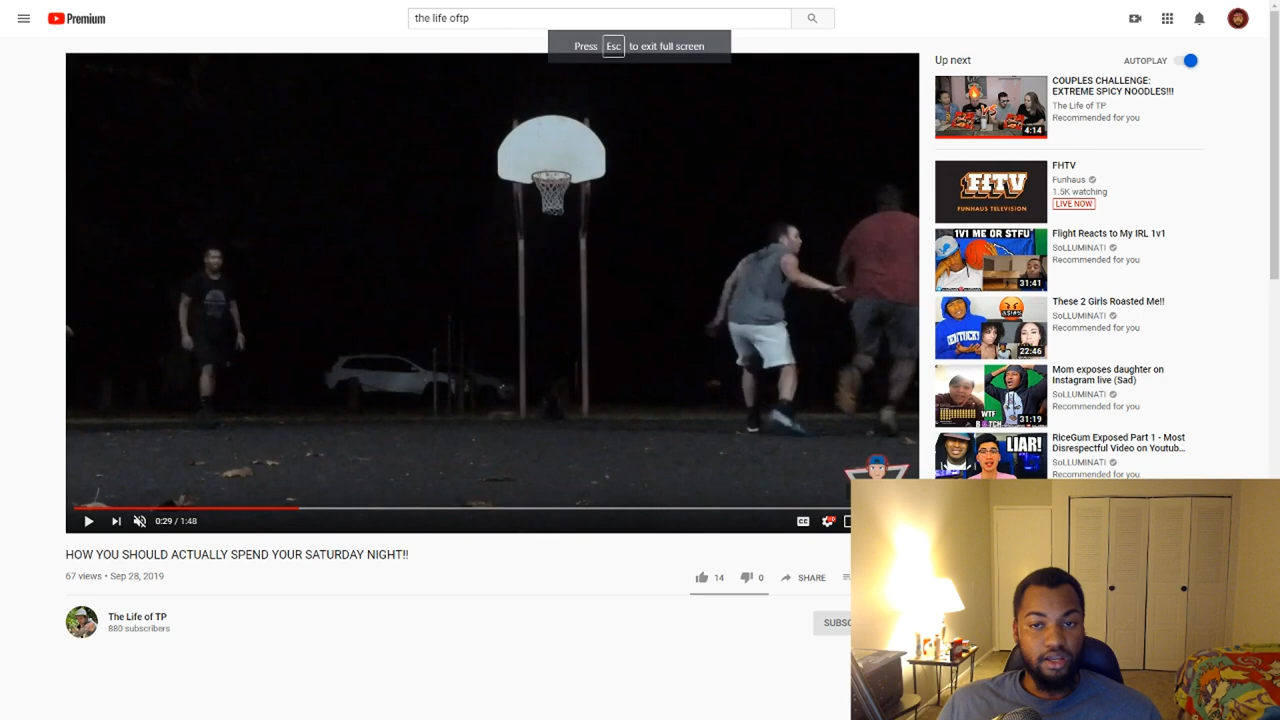 Premium
the life oftp
Press Esc to exit full screen
HOW YOU SHOULD ACTUALLY SPEND YOUR SATURDAY NIGHT!!
0:29 / 1:48
CC
67 views • Sep 28, 2019
14
0
SHARE
The Life of TP
880 subscribers
SUBSC
Up next
AUTOPLAY
COUPLES CHALLENGE:
EXTREME SPICY NOODLES!!!
The Life of TP
Recommended for you
4:14
FHTV
FUNHAUS TELEVISION
FHTV
Funhaus
1.5K watching
LIVE NOW
1V1 ME OR STFU
31:41
Flight Reacts to My IRL 1v1
SoLLUMINATI
Recommended for you
KENTUCKY
22:46
These 2 Girls Roasted Me!!
SoLLUMINATI
Recommended for you
WTF
B TCH
31:19
Mom exposes daughter on
Instagram live (Sad)
SoLLUMINATI
Recommended for you
LIAR!
RiceGum Exposed Part 1 - Most
Disrespectful Video on Youtub...
SoLLUMINATI
Recommended for you